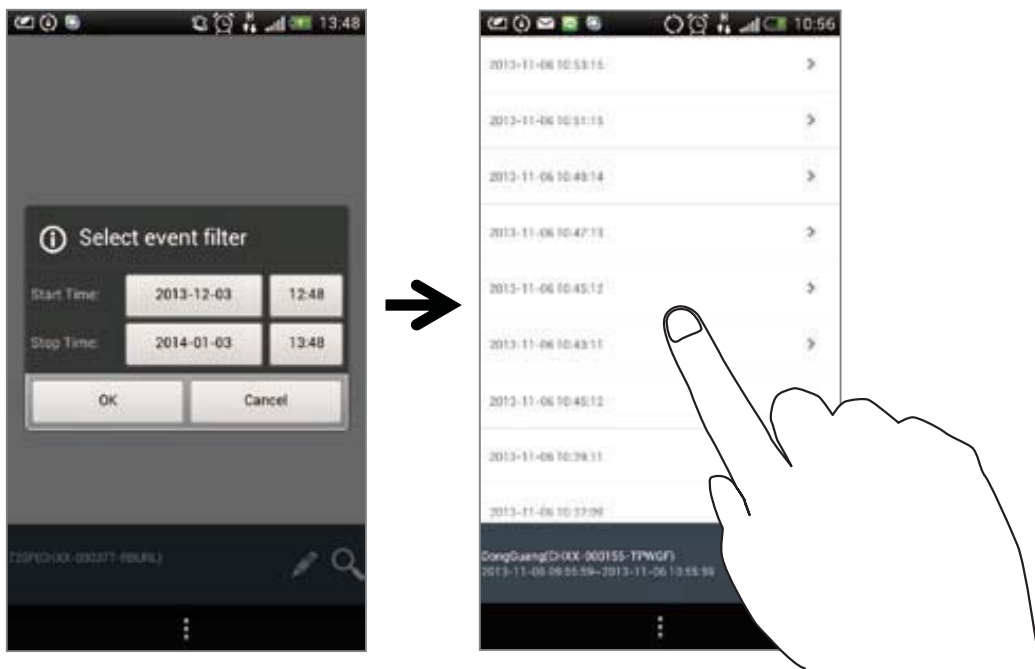 13:48
Select event filter
Start Time: 2013-12-03 12:48
Stop Time: 2014-01-03 13:48
OK Cancel
10:56
2013-11-06 10:53:15
2013-11-06 10:51:15
2013-11-06 10:49:14
2013-11-06 10:47:13
2013-11-06 10:45:12
2013-11-06 10:43:11
2013-11-06 10:45:12
2013-11-06 10:39:11
2013-11-06 10:37:09
DongGuang(CHXX-000155-TPWGF)
2013-11-06 09:55:59~2013-11-06 10:55:59